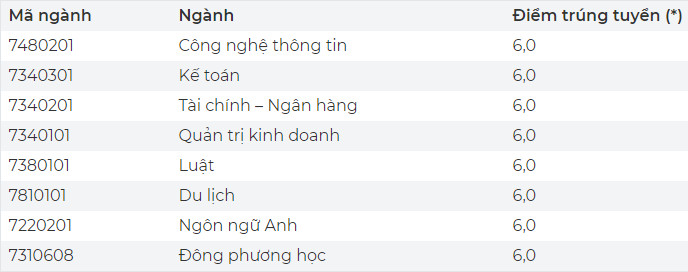 Mã ngành Ngành Điểm trúng tuyển (*)
7480201 Công nghệ thông tin 6,0
7340301 Kế toán 6,0
7340201 Tài chính – Ngân hàng 6,0
7340101 Quản trị kinh doanh 6,0
7380101 Luật 6,0
7810101 Du lịch 6,0
7220201 Ngôn ngữ Anh 6,0
7310608 Đông phương học 6,0